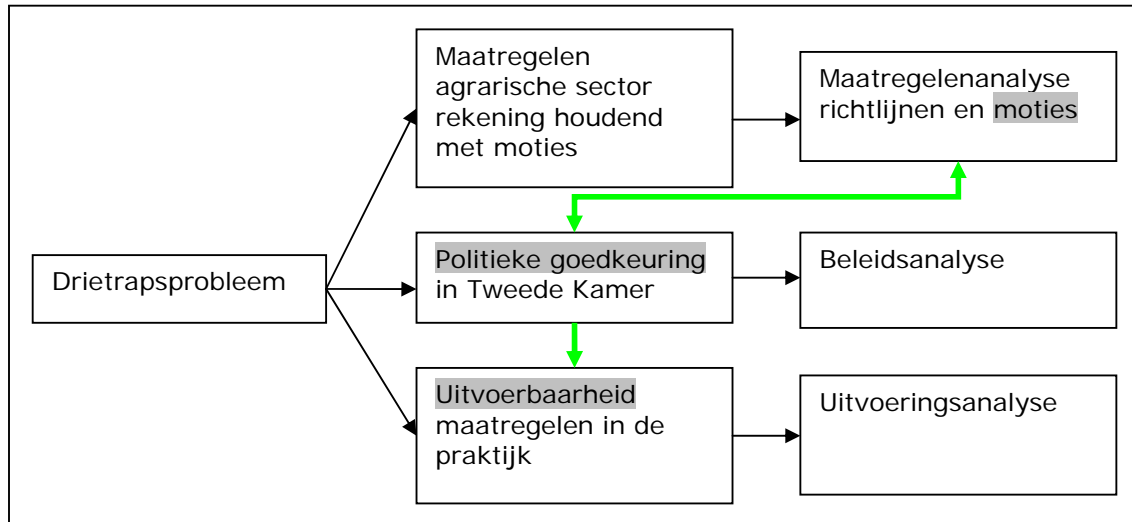 Maatregelen
agrarische sector
rekening houdend
met moties
Maatregelenanalyse
richtlijnen en moties
Drietrapsprobleem
Politieke goedkeuring
in Tweede Kamer
Beleidsanalyse
Uitvoerbaarheid
maatregelen in de
praktijk
Uitvoeringsanalyse